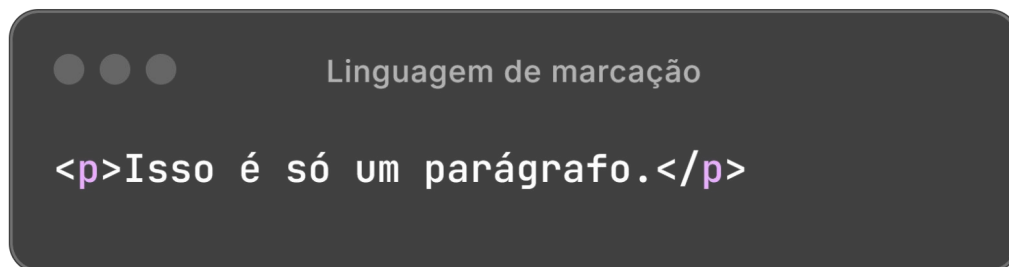 Linguagem de marcação
<p>Isso é só um parágrafo.</p>